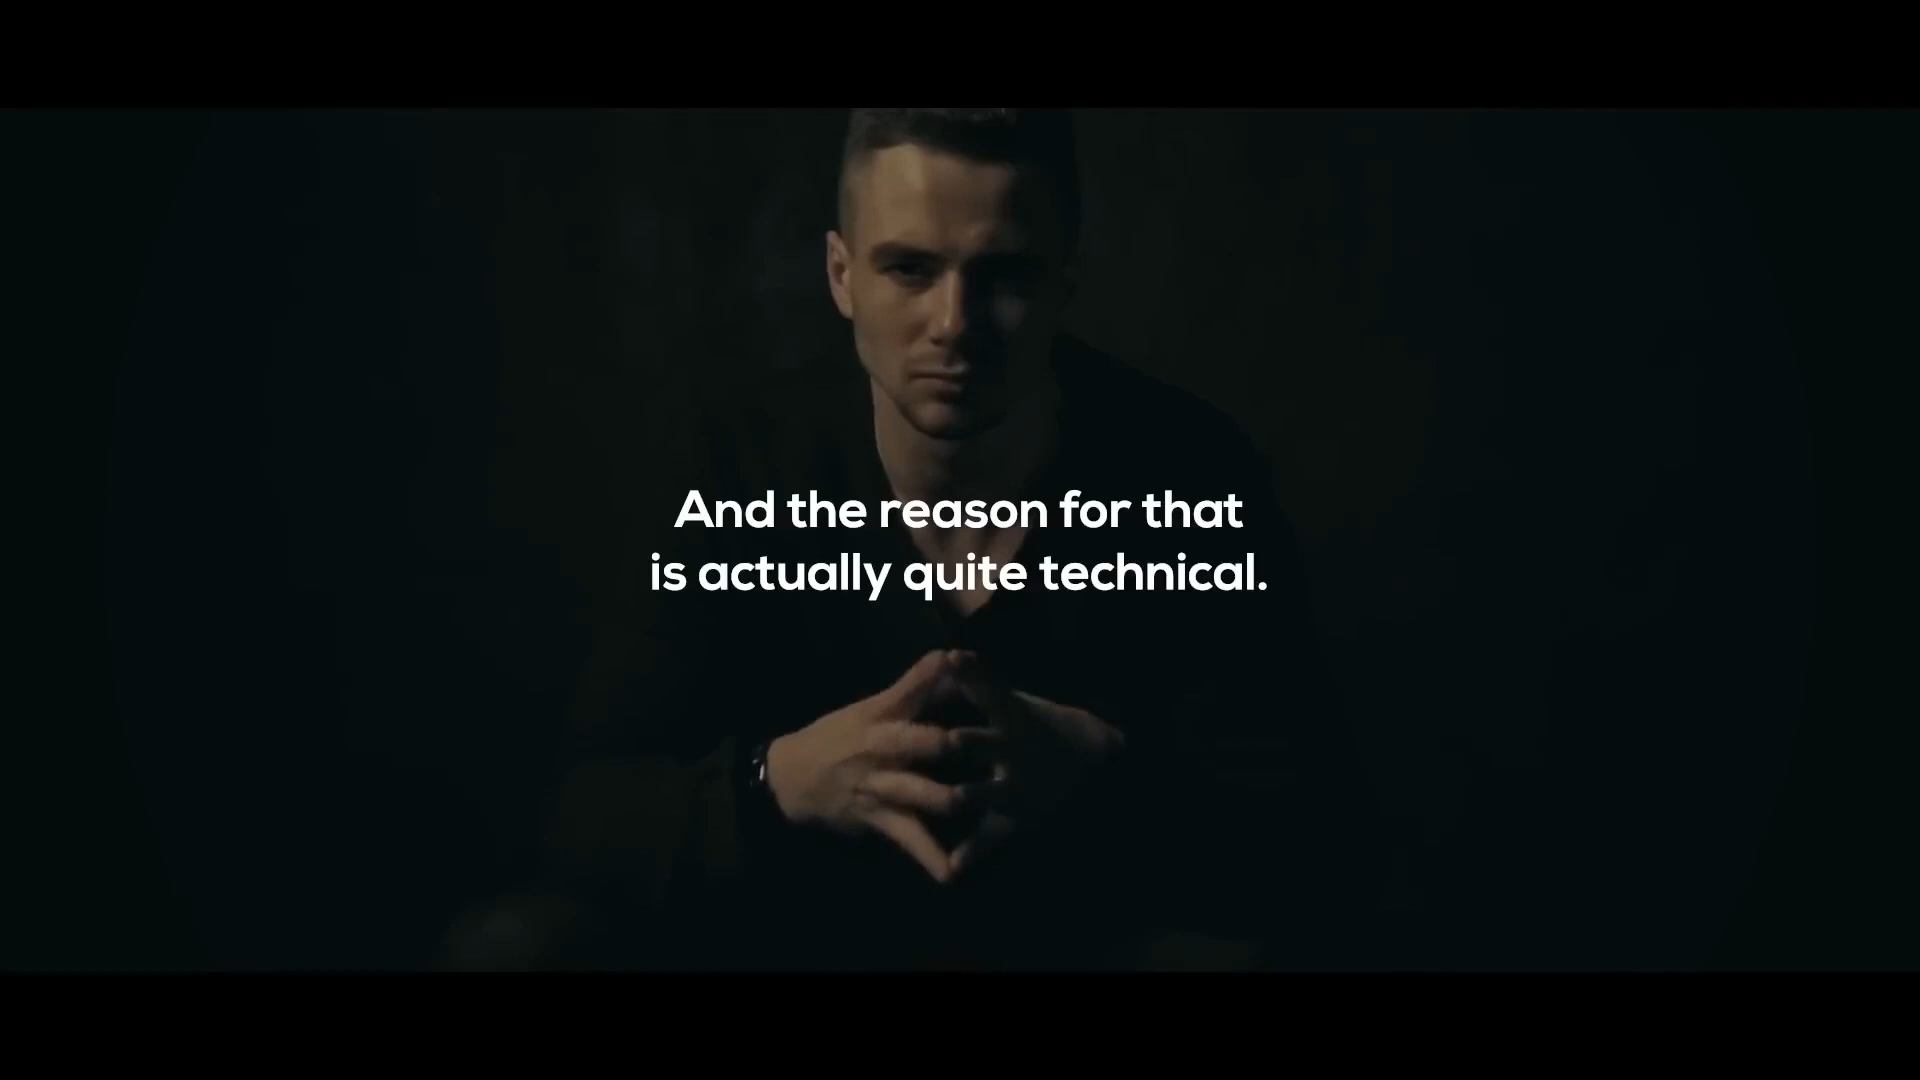 And the reason for that
is actually quite technical.